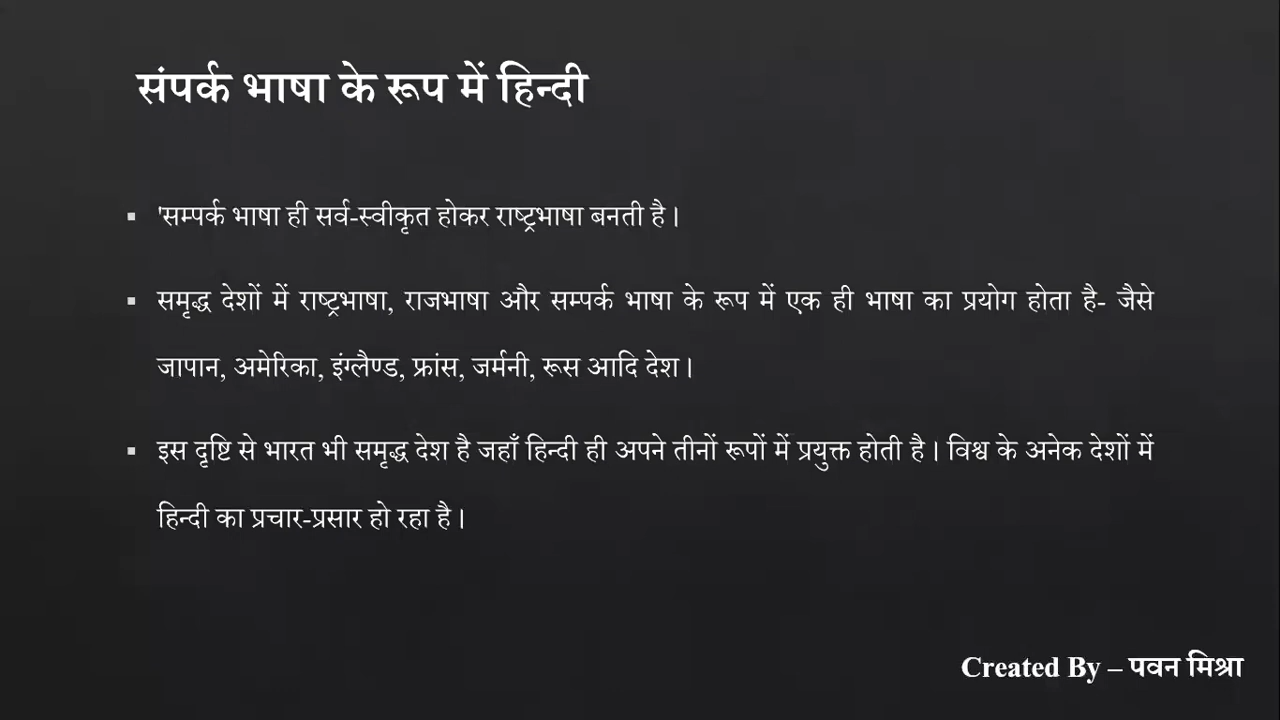 संपर्क भाषा के रूप में हिन्दी
▪ 'सम्पर्क भाषा ही सर्व-स्वीकृत होकर राष्ट्रभाषा बनती है।
▪ समृद्ध देशों में राष्ट्रभाषा, राजभाषा और सम्पर्क भाषा के रूप में एक ही भाषा का प्रयोग होता है- जैसे
जापान, अमेरिका, इंग्लैण्ड, फ्रांस, जर्मनी, रूस आदि देश।
▪ इस दृष्टि से भारत भी समृद्ध देश है जहाँ हिन्दी ही अपने तीनों रूपों में प्रयुक्त होती है। विश्व के अनेक देशों में
हिन्दी का प्रचार-प्रसार हो रहा है।
Created By – पवन मिश्रा